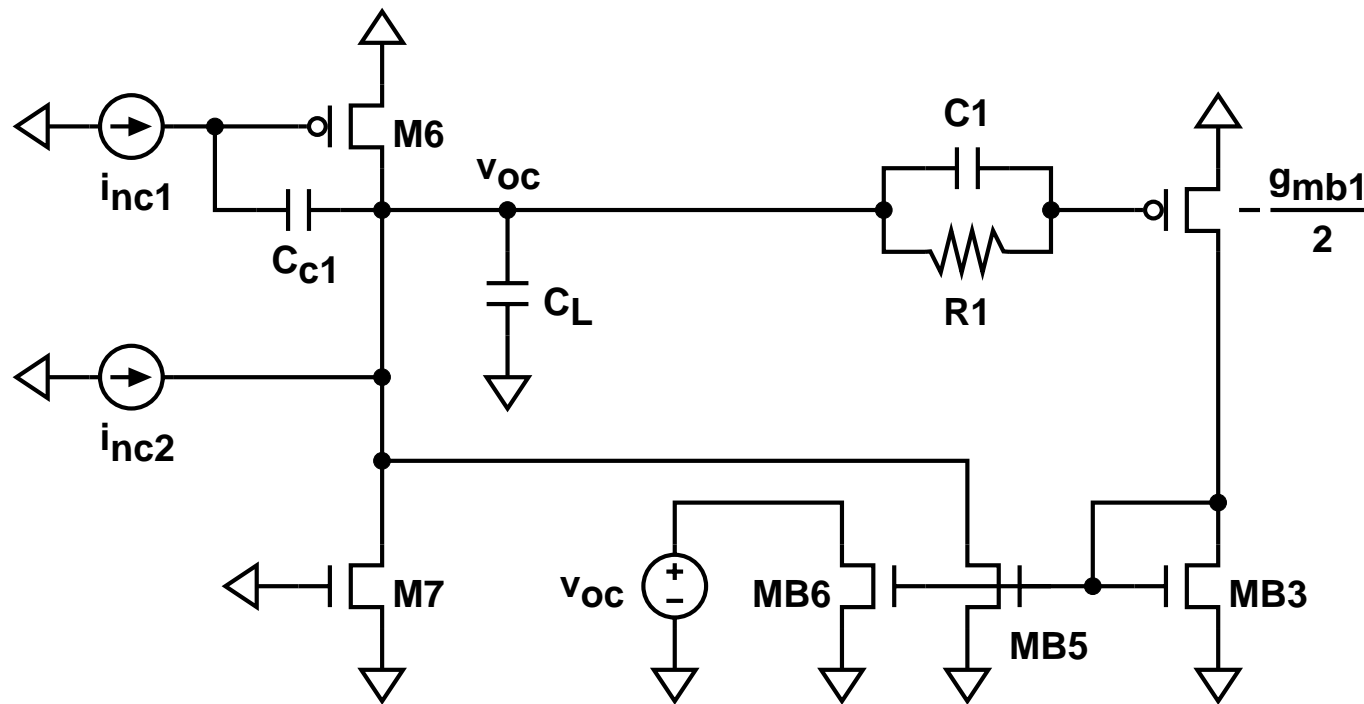 C1
M6
g_mb1
v_oc
i_nc1
2
C_c1
R1
C_L
i_nc2
+
v_oc
−
M7
MB6
MB3
MB5